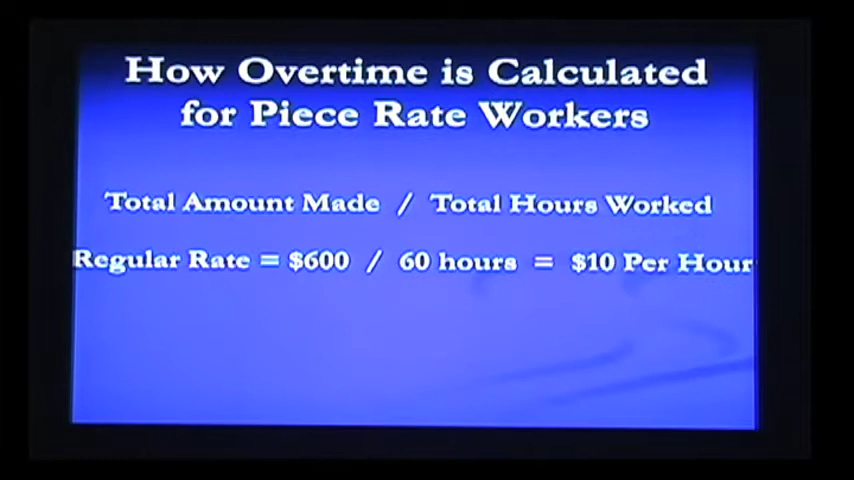 How Overtime is Calculated
for Piece Rate Workers
Total Amount Made / Total Hours Worked
Regular Rate = $600 / 60 hours = $10 Per Hour